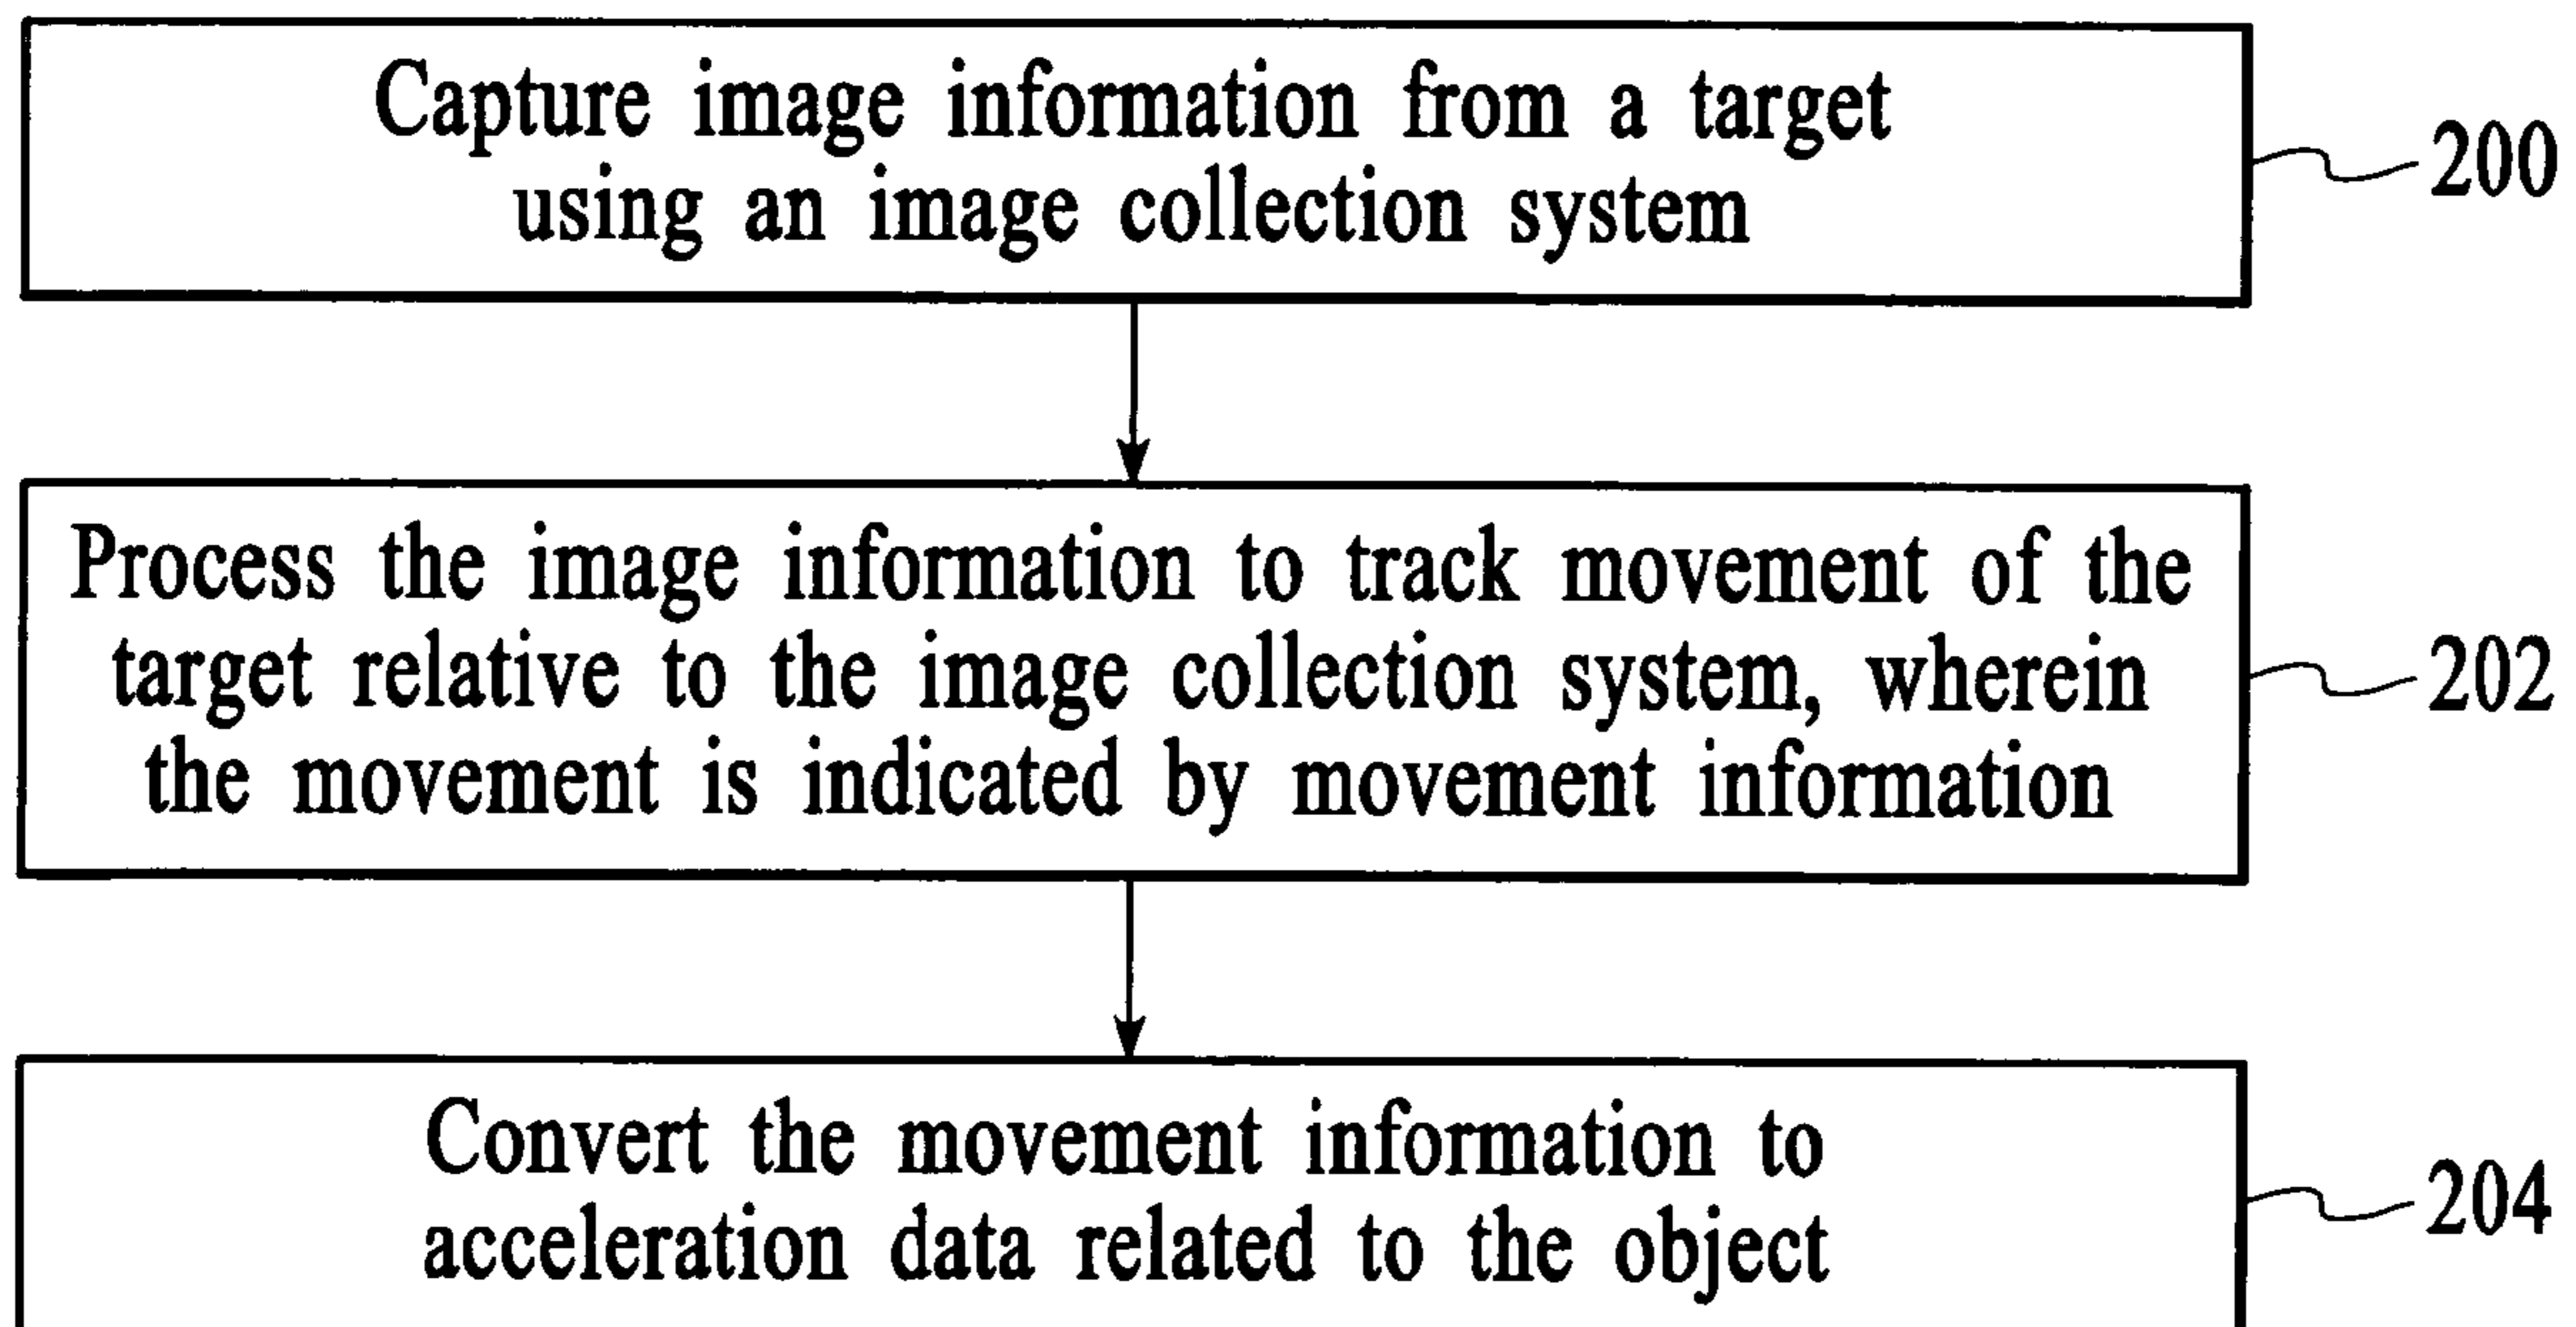 Capture image information from a target
using an image collection system
200
Process the image information to track movement of the
target relative to the image collection system, wherein
the movement is indicated by movement information
202
Convert the movement information to
acceleration data related to the object
204